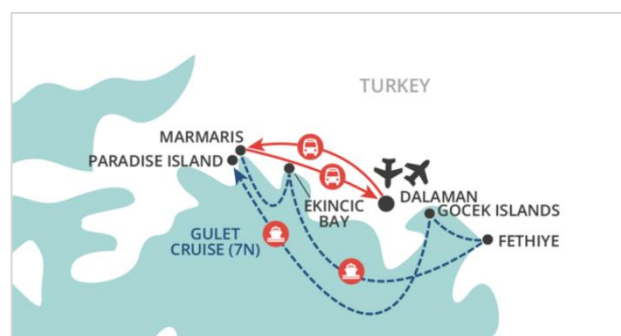 TURKEY
MARMARIS
PARADISE ISLAND
EKINCIC
BAY
DALAMAN
GOCEK ISLANDS
FETHIYE
GULET
CRUISE (7N)